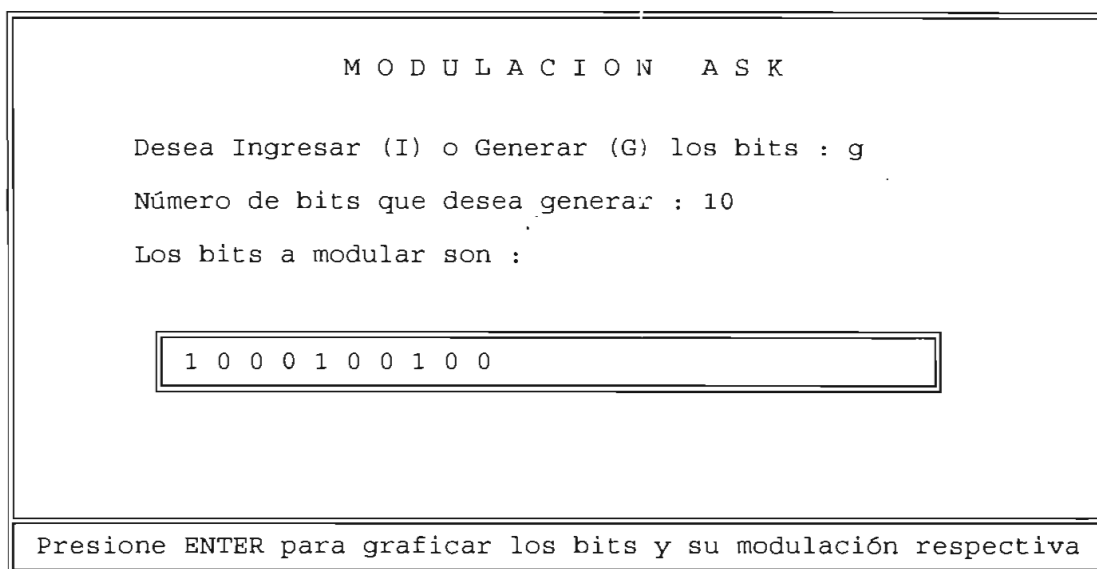 M O D U L A C I O N   A S K
Desea Ingresar (I) o Generar (G) los bits : g
Número de bits que desea generar : 10
Los bits a modular son :
1 0 0 0 1 0 0 1 0 0
Presione ENTER para graficar los bits y su modulación respectiva